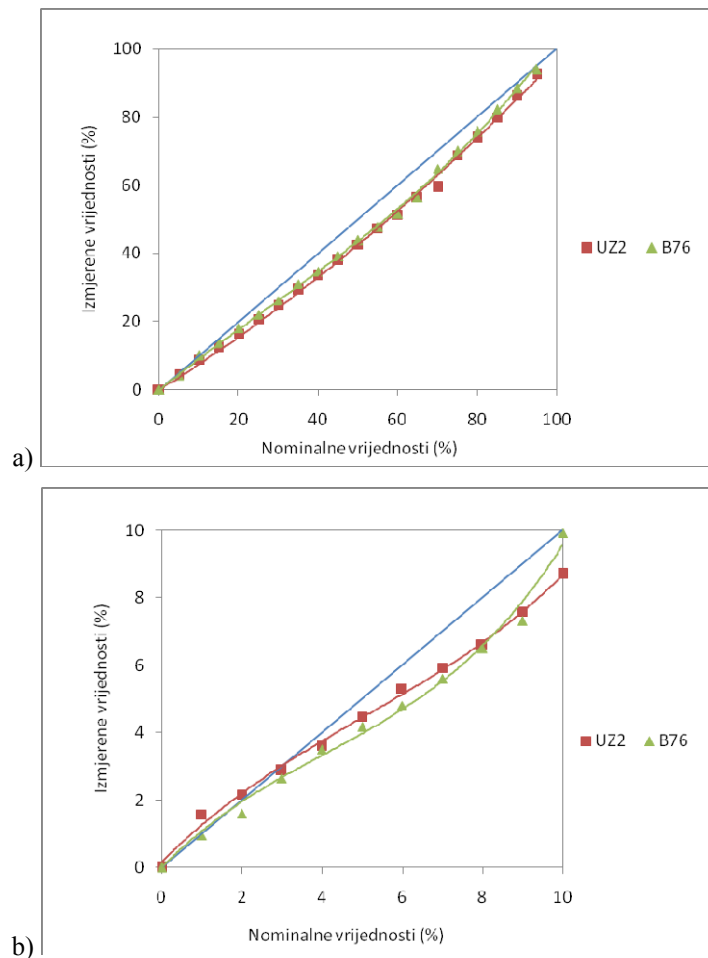 100
80
60
40
20
0
Izmjerene vrijednosti (%)
0 20 40 60 80 100
Nominalne vrijednosti (%)
UZ2 B76
a)
10
8
6
4
2
0
Izmjerene vrijednosti (%)
0 2 4 6 8 10
Nominalne vrijednosti (%)
UZ2 B76
b)